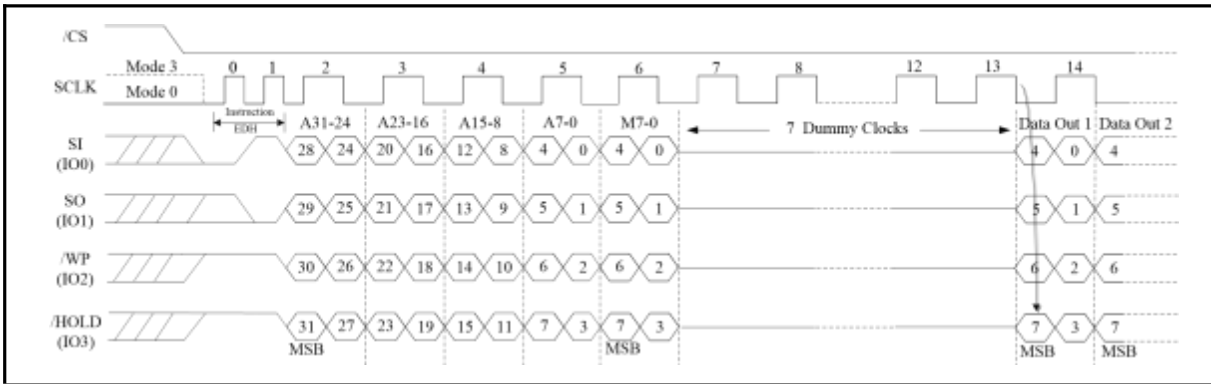 /CS
Mode 3 0 1 2 3 4 5 6 7 8 12 13 14
SCLK Mode 0
Instruction A31-24 A23-16 A15-8 A7-0 M7-0 7 Dummy Clocks Data Out 1 Data Out 2
EDH
SI 28 24 20 16 12 8 4 0 4 0 4 0 4
(IO0)
SO 29 25 21 17 13 9 5 1 5 1 5 1 5
(IO1)
/WP 30 26 22 18 14 10 6 2 6 2 6 2 6
(IO2)
/HOLD 31 27 23 19 15 11 7 3 7 3 7 3 7
(IO3) MSB MSB MSB MSB